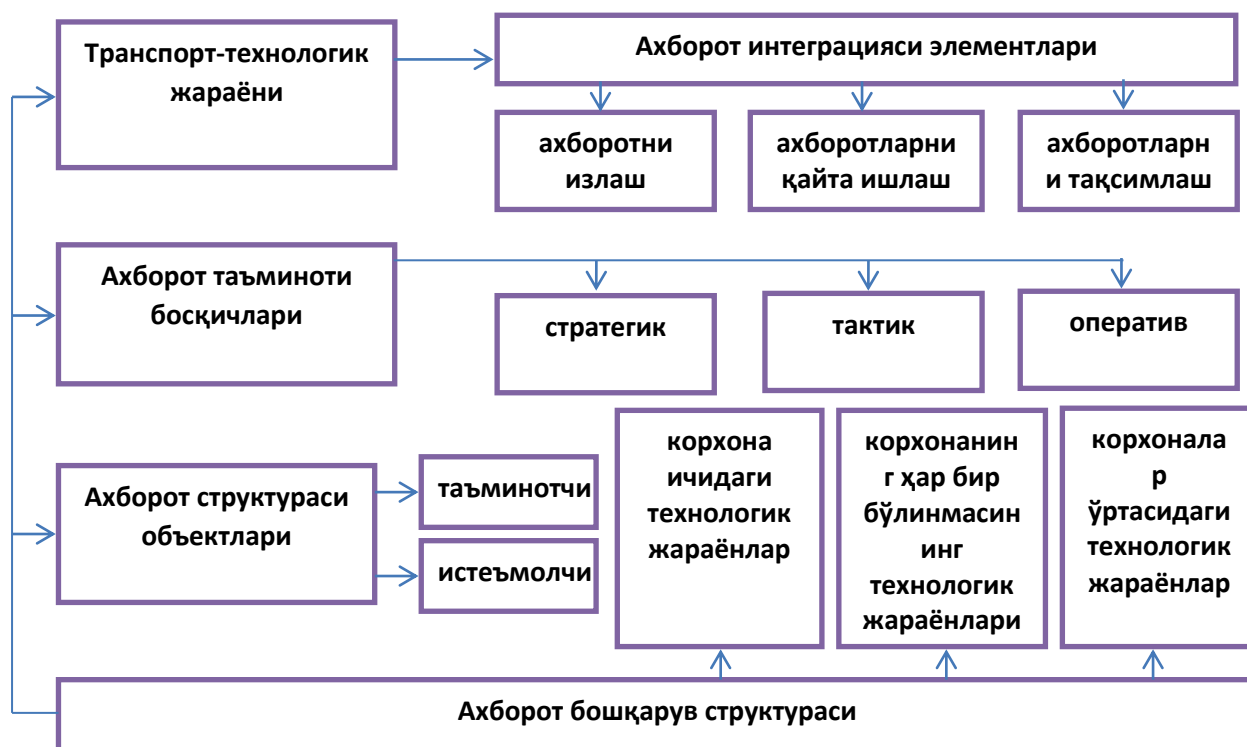 Транспорт-технологик
жараёни
Ахборот интеграцияси элементлари
ахборотни
излаш
ахборотларни
қайта ишлаш
ахборотларн
и тақсимлаш
Ахборот таъминоти
босқичлари
стратегик
тактик
оператив
Ахборот структураси
объектлари
таъминотчи
истеъмолчи
корхона
ичидаги
технологик
жараёнлар
корхонанин
г ҳар бир
бўлинмасин
инг
технологик
жараёнлари
корхонала
р
ўртасидаги
технологик
жараёнлар
Ахборот бошқарув структураси